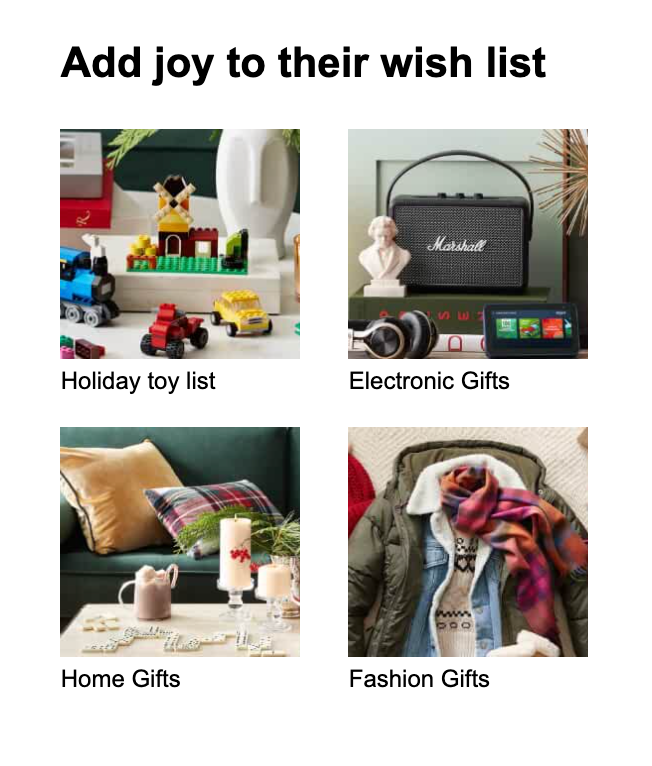 Add joy to their wish list
Marshall
Holiday toy list
Electronic Gifts
Home Gifts
Fashion Gifts